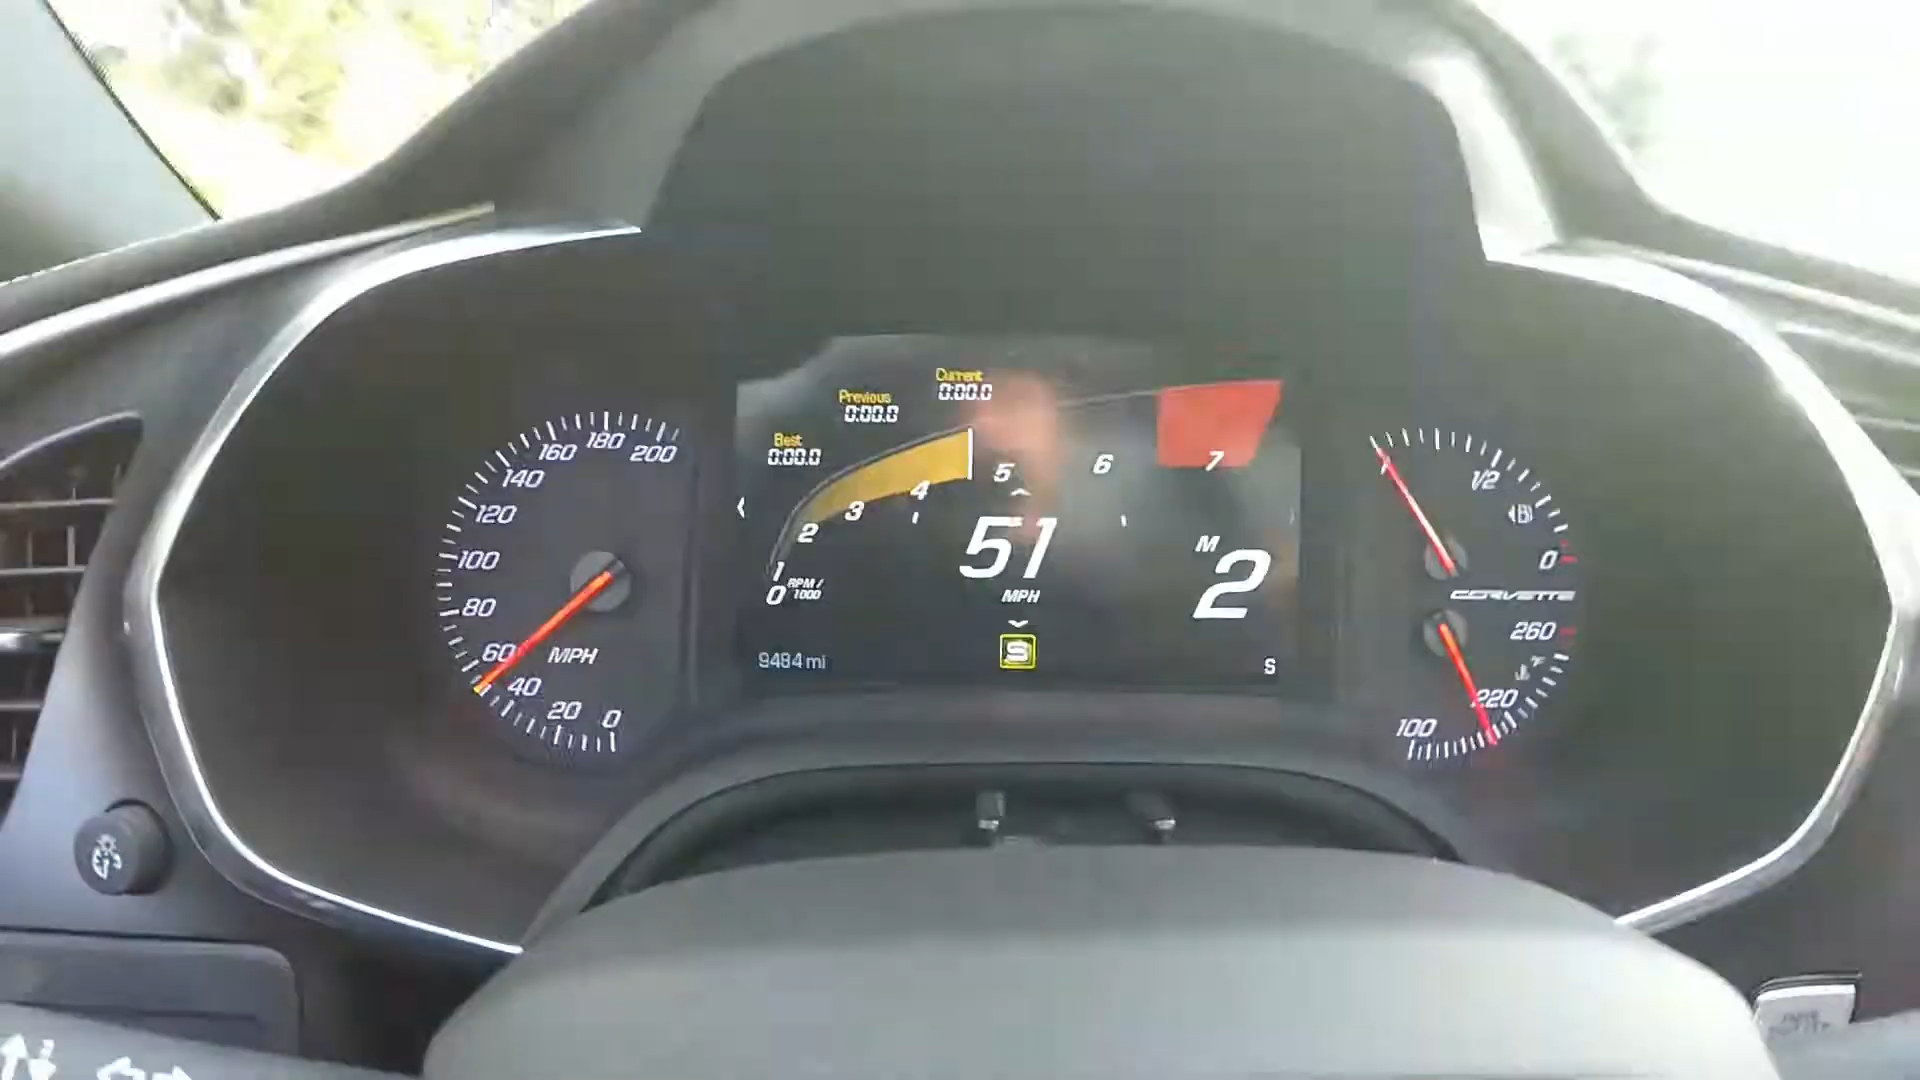 Current
0:00.0
Previous
0:00.0
Best
0:00.0
200
180
160
140
120
100
80
60
40
20
0
MPH
0
1
2
3
4
5
6
7
RPM /
1000
51
MPH
M
2
9484 mi
S
S
1
1/2
0
CORVETTE
260
°F
220
100